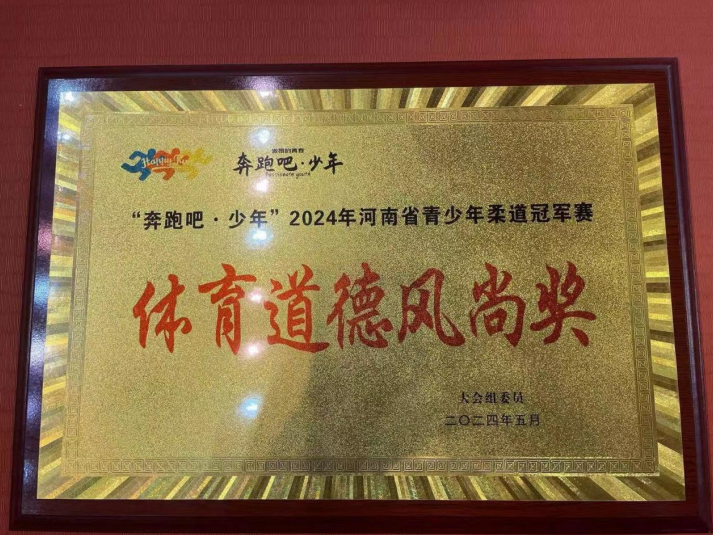 奔跑吧·少年
“奔跑吧·少年”2024年河南省青少年柔道冠军赛
体育道德风尚奖
大会组委员
二〇二四年五月